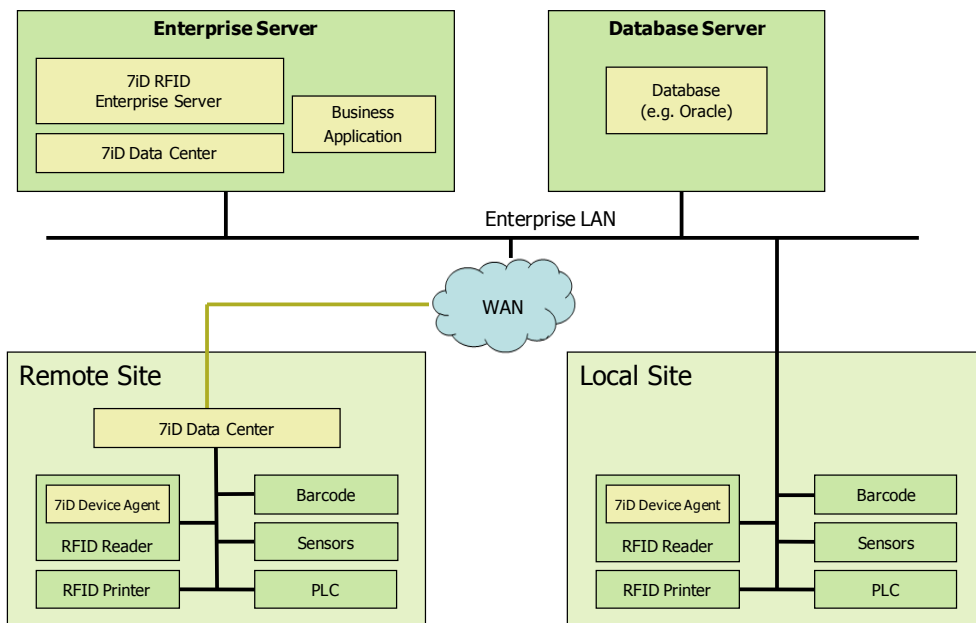 Enterprise Server
7iD RFID
Enterprise Server
7iD Data Center
Business
Application
Database Server
Database
(e.g. Oracle)
Enterprise LAN
WAN
Remote Site
7iD Data Center
7iD Device Agent
RFID Reader
RFID Printer
Barcode
Sensors
PLC
Local Site
7iD Device Agent
RFID Reader
RFID Printer
Barcode
Sensors
PLC